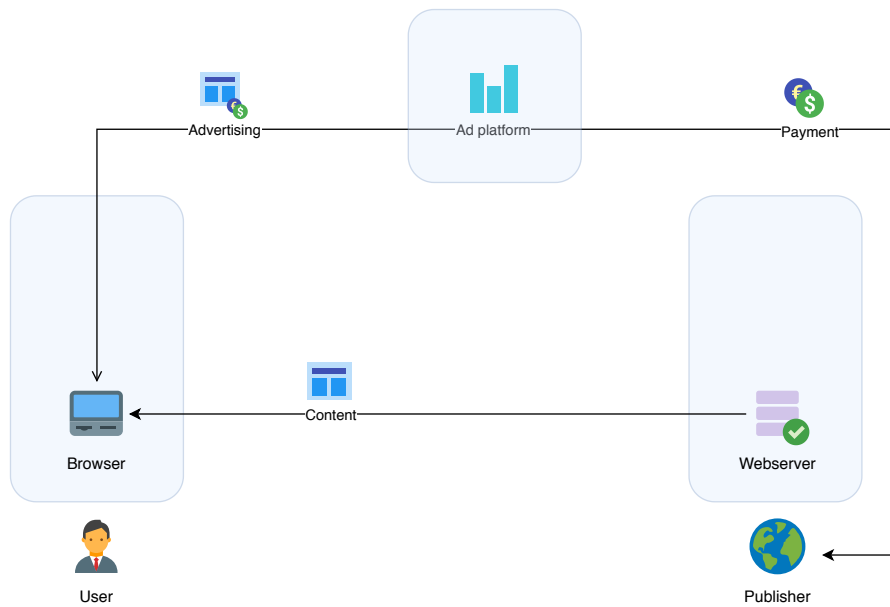 Advertising
Ad platform
Payment
Content
Browser
Webserver
User
Publisher